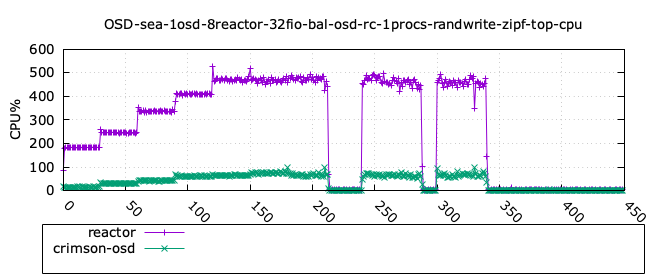 OSD-sea-1osd-8reactor-32fio-bal-osd-rc-1procs-randwrite-zipf-top-cpu
600
500
400
300
200
100
0
CPU%
0 50 100 150 200 250 300 350 400 450
reactor
crimson-osd